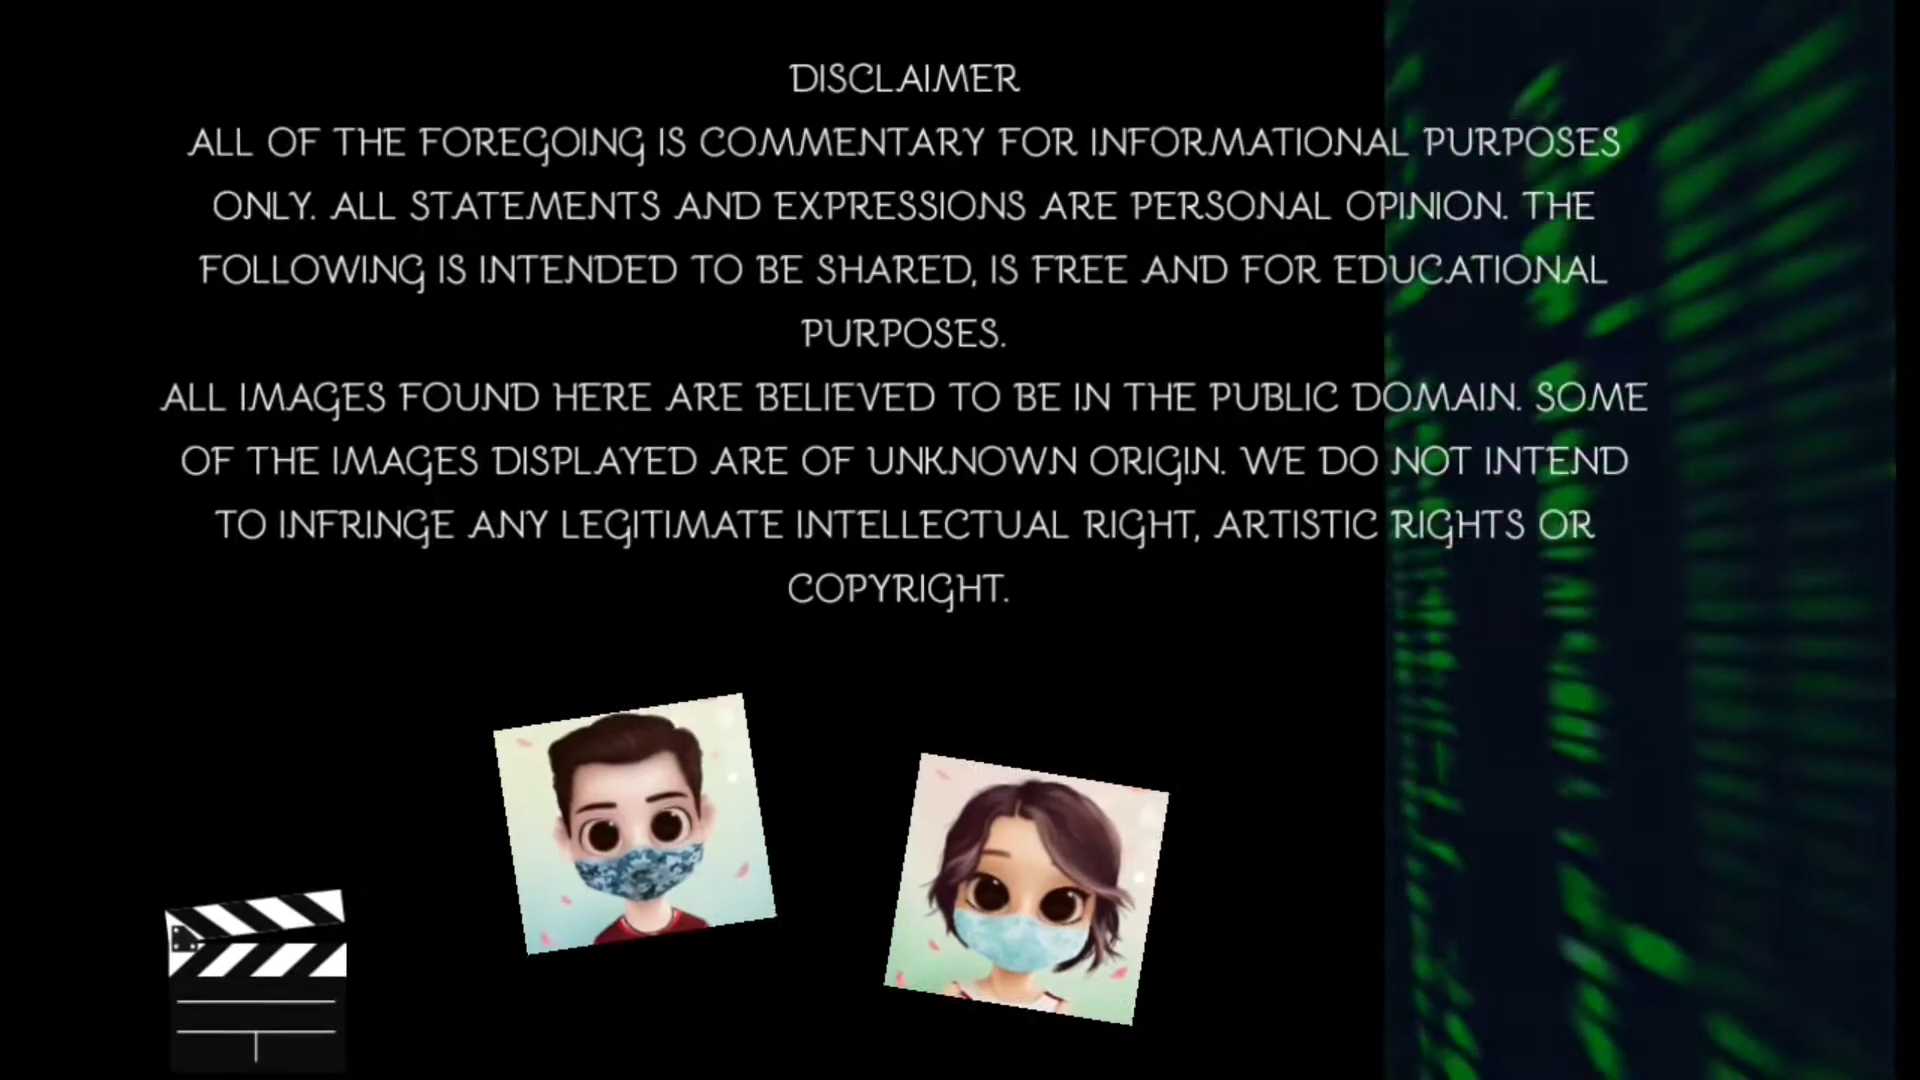 DISCLAIMER
ALL OF THE FOREGOING IS COMMENTARY FOR INFORMATIONAL PURPOSES
ONLY. ALL STATEMENTS AND EXPRESSIONS ARE PERSONAL OPINION. THE
FOLLOWING IS INTENDED TO BE SHARED, IS FREE AND FOR EDUCATIONAL
PURPOSES.
ALL IMAGES FOUND HERE ARE BELIEVED TO BE IN THE PUBLIC DOMAIN. SOME
OF THE IMAGES DISPLAYED ARE OF UNKNOWN ORIGIN. WE DO NOT INTEND
TO INFRINGE ANY LEGITIMATE INTELLECTUAL RIGHT, ARTISTIC RIGHTS OR
COPYRIGHT.